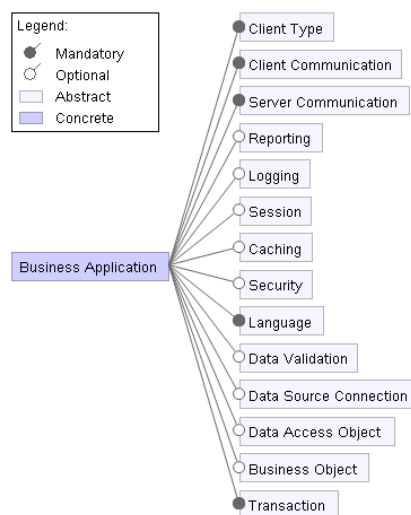 Legend:
Mandatory
Optional
Abstract
Concrete
Business Application
Client Type
Client Communication
Server Communication
Reporting
Logging
Session
Caching
Security
Language
Data Validation
Data Source Connection
Data Access Object
Business Object
Transaction